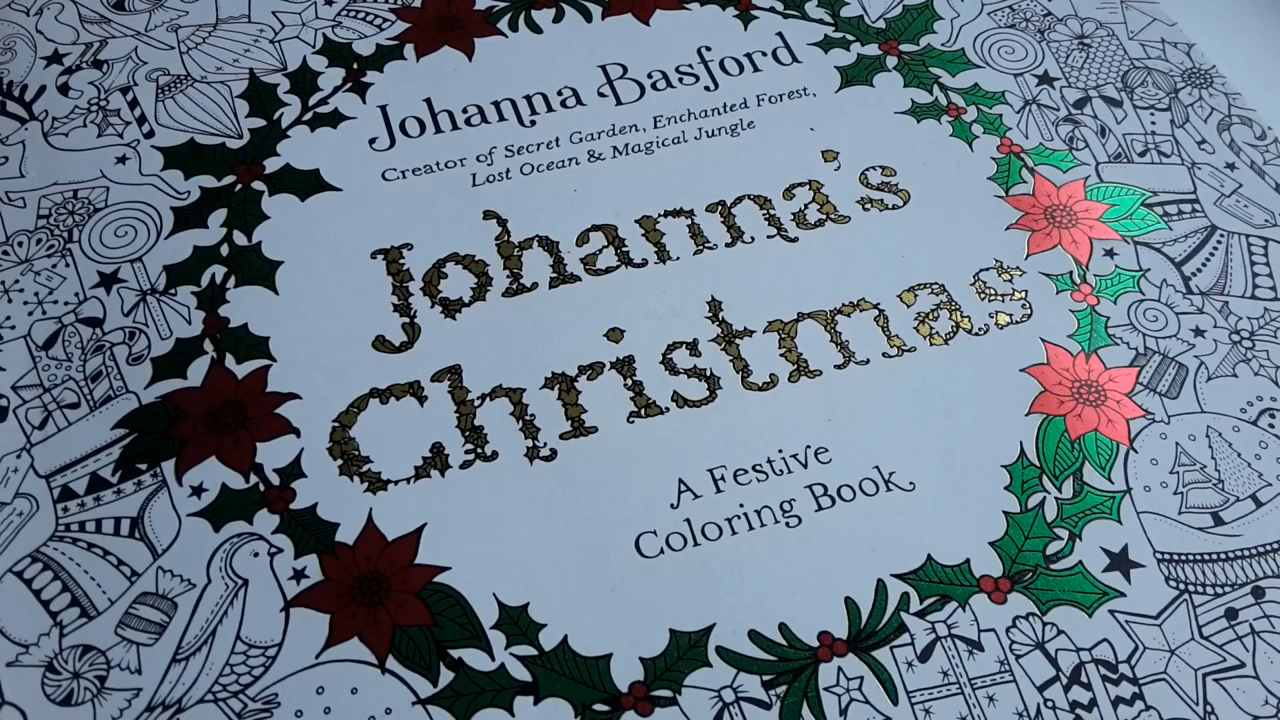 Johanna Basford
Creator of Secret Garden, Enchanted Forest,
Lost Ocean & Magical Jungle
Johanna's
Christmas
A Festive
Coloring Book